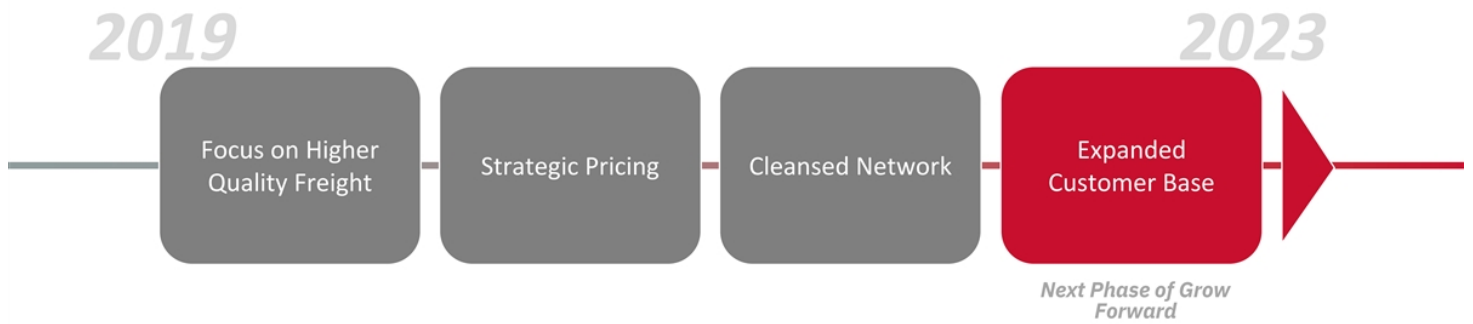 2019
2023
Focus on Higher
Quality Freight
Strategic Pricing
Cleansed Network
Expanded
Customer Base
Next Phase of Grow
Forward